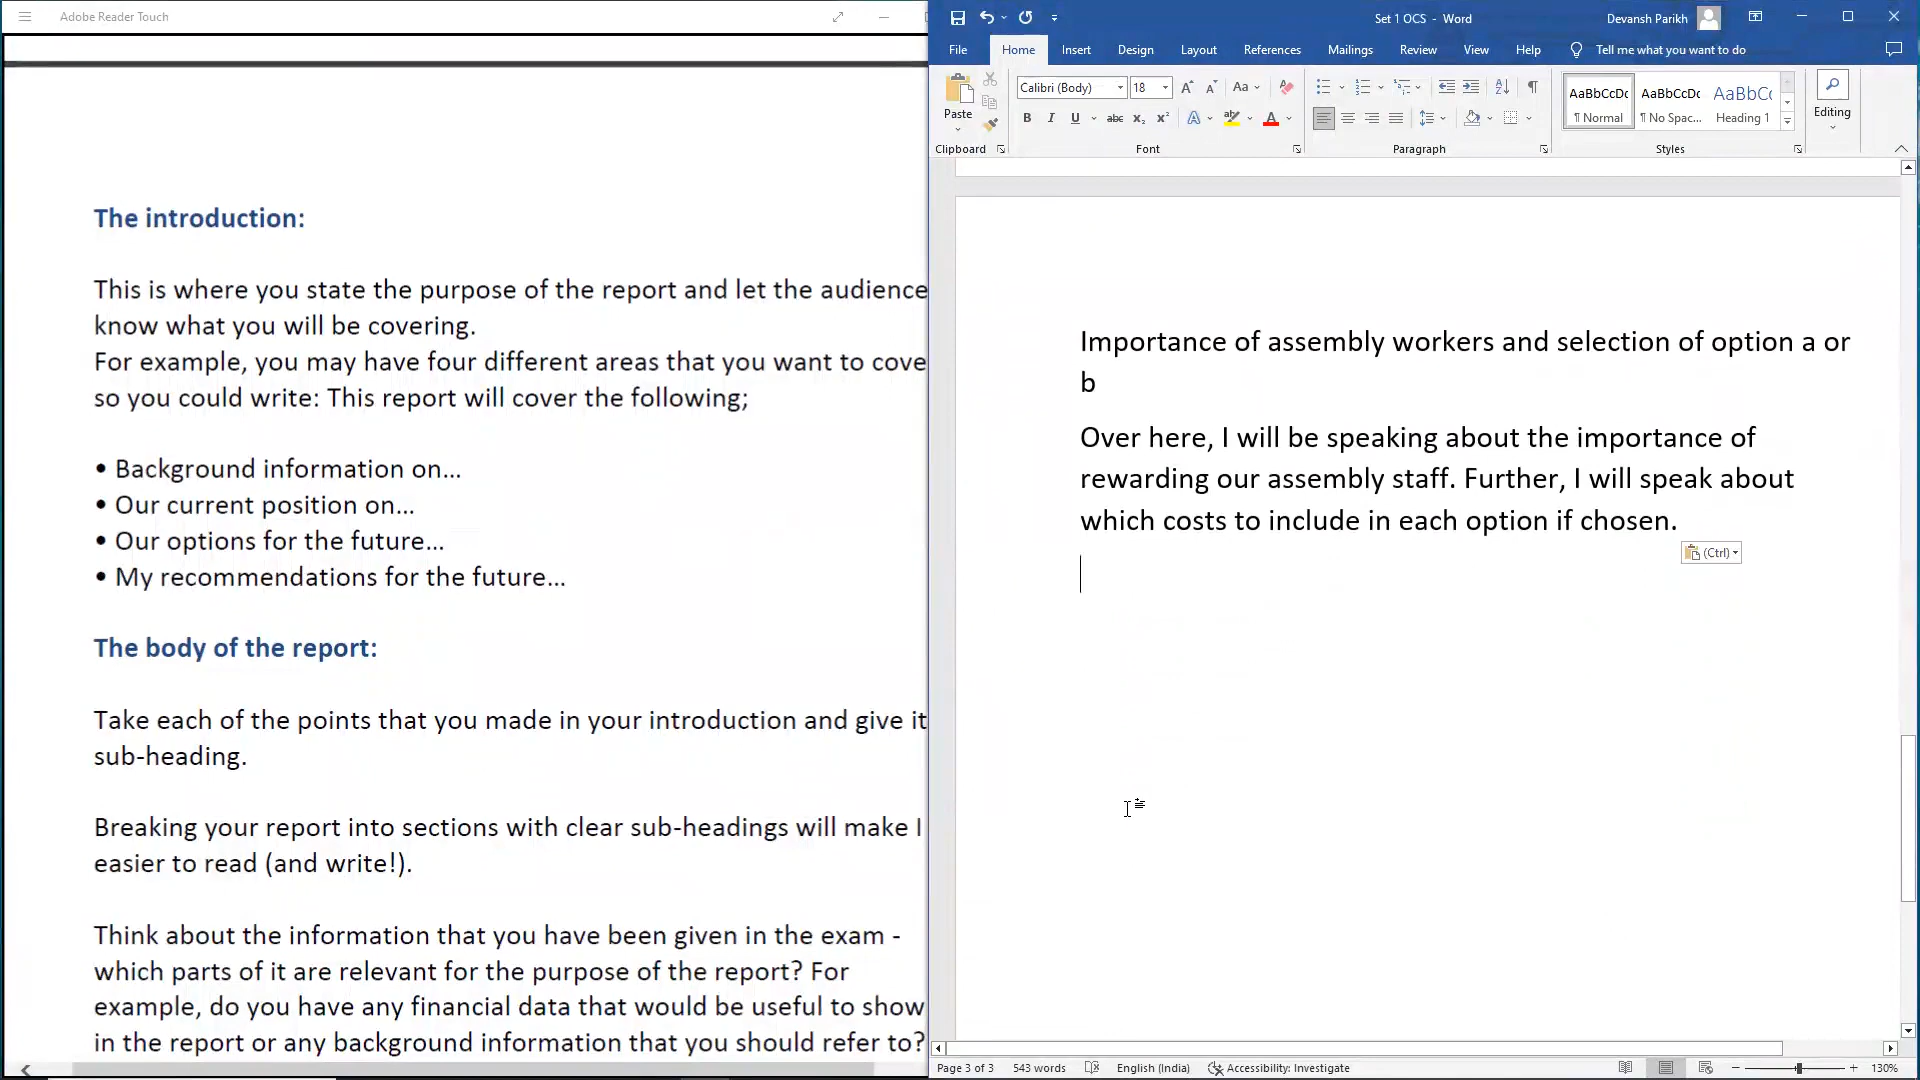 Adobe Reader Touch
The introduction:
This is where you state the purpose of the report and let the audience
know what you will be covering.
For example, you may have four different areas that you want to cove
so you could write: This report will cover the following;
• Background information on...
• Our current position on...
• Our options for the future...
• My recommendations for the future...
The body of the report:
Take each of the points that you made in your introduction and give it
sub-heading.
Breaking your report into sections with clear sub-headings will make I
easier to read (and write!).
Think about the information that you have been given in the exam -
which parts of it are relevant for the purpose of the report? For
example, do you have any financial data that would be useful to show
in the report or any background information that you should refer to?
Set 1 OCS - Word
Devansh Parikh
File Home Insert Design Layout References Mailings Review View Help Tell me what you want to do
Paste
Calibri (Body) 18
Aa
B I U abc x₂ x² A A
AaBbCcDc AaBbCcDc AaBbCc
¶ Normal ¶ No Spac... Heading 1
Editing
Clipboard Font Paragraph Styles
Importance of assembly workers and selection of option a or
b
Over here, I will be speaking about the importance of
rewarding our assembly staff. Further, I will speak about
which costs to include in each option if chosen.
(Ctrl)
Page 3 of 3 543 words English (India) Accessibility: Investigate 130%